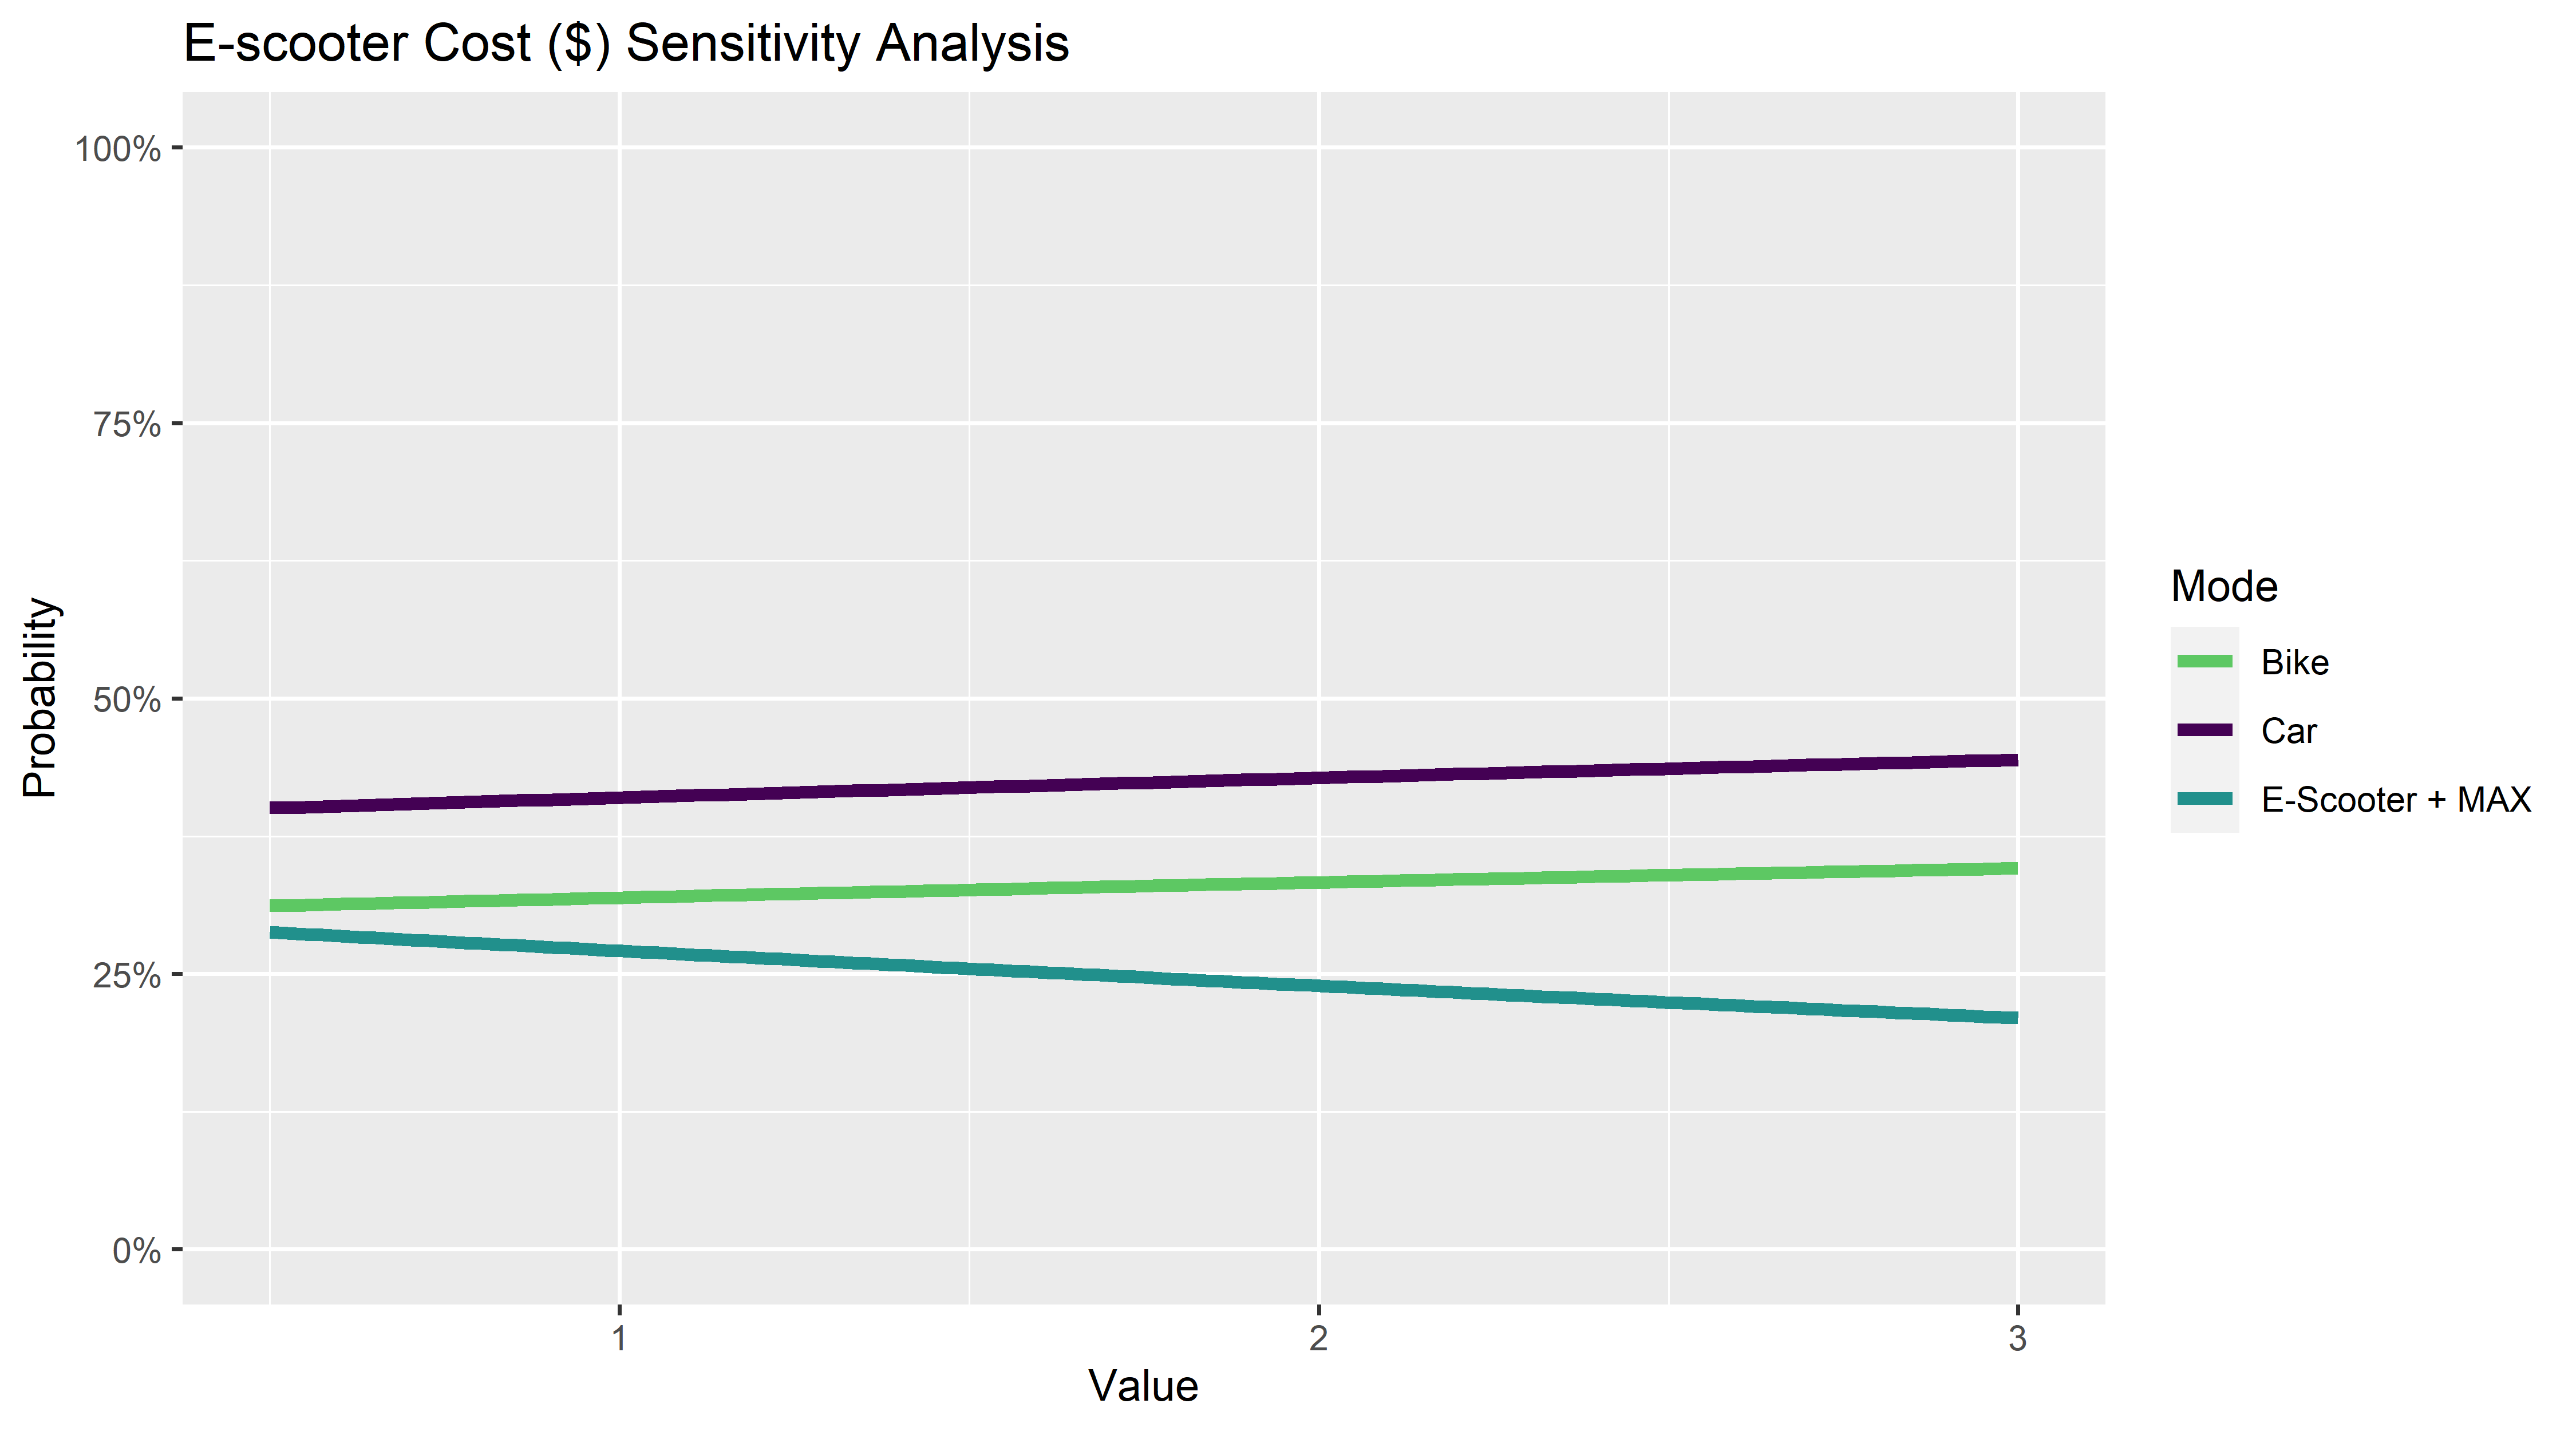 E-scooter Cost ($) Sensitivity Analysis
100%
75%
50%
25%
0%
Probability
1
2
3
Value
Mode
Bike
Car
E-Scooter + MAX